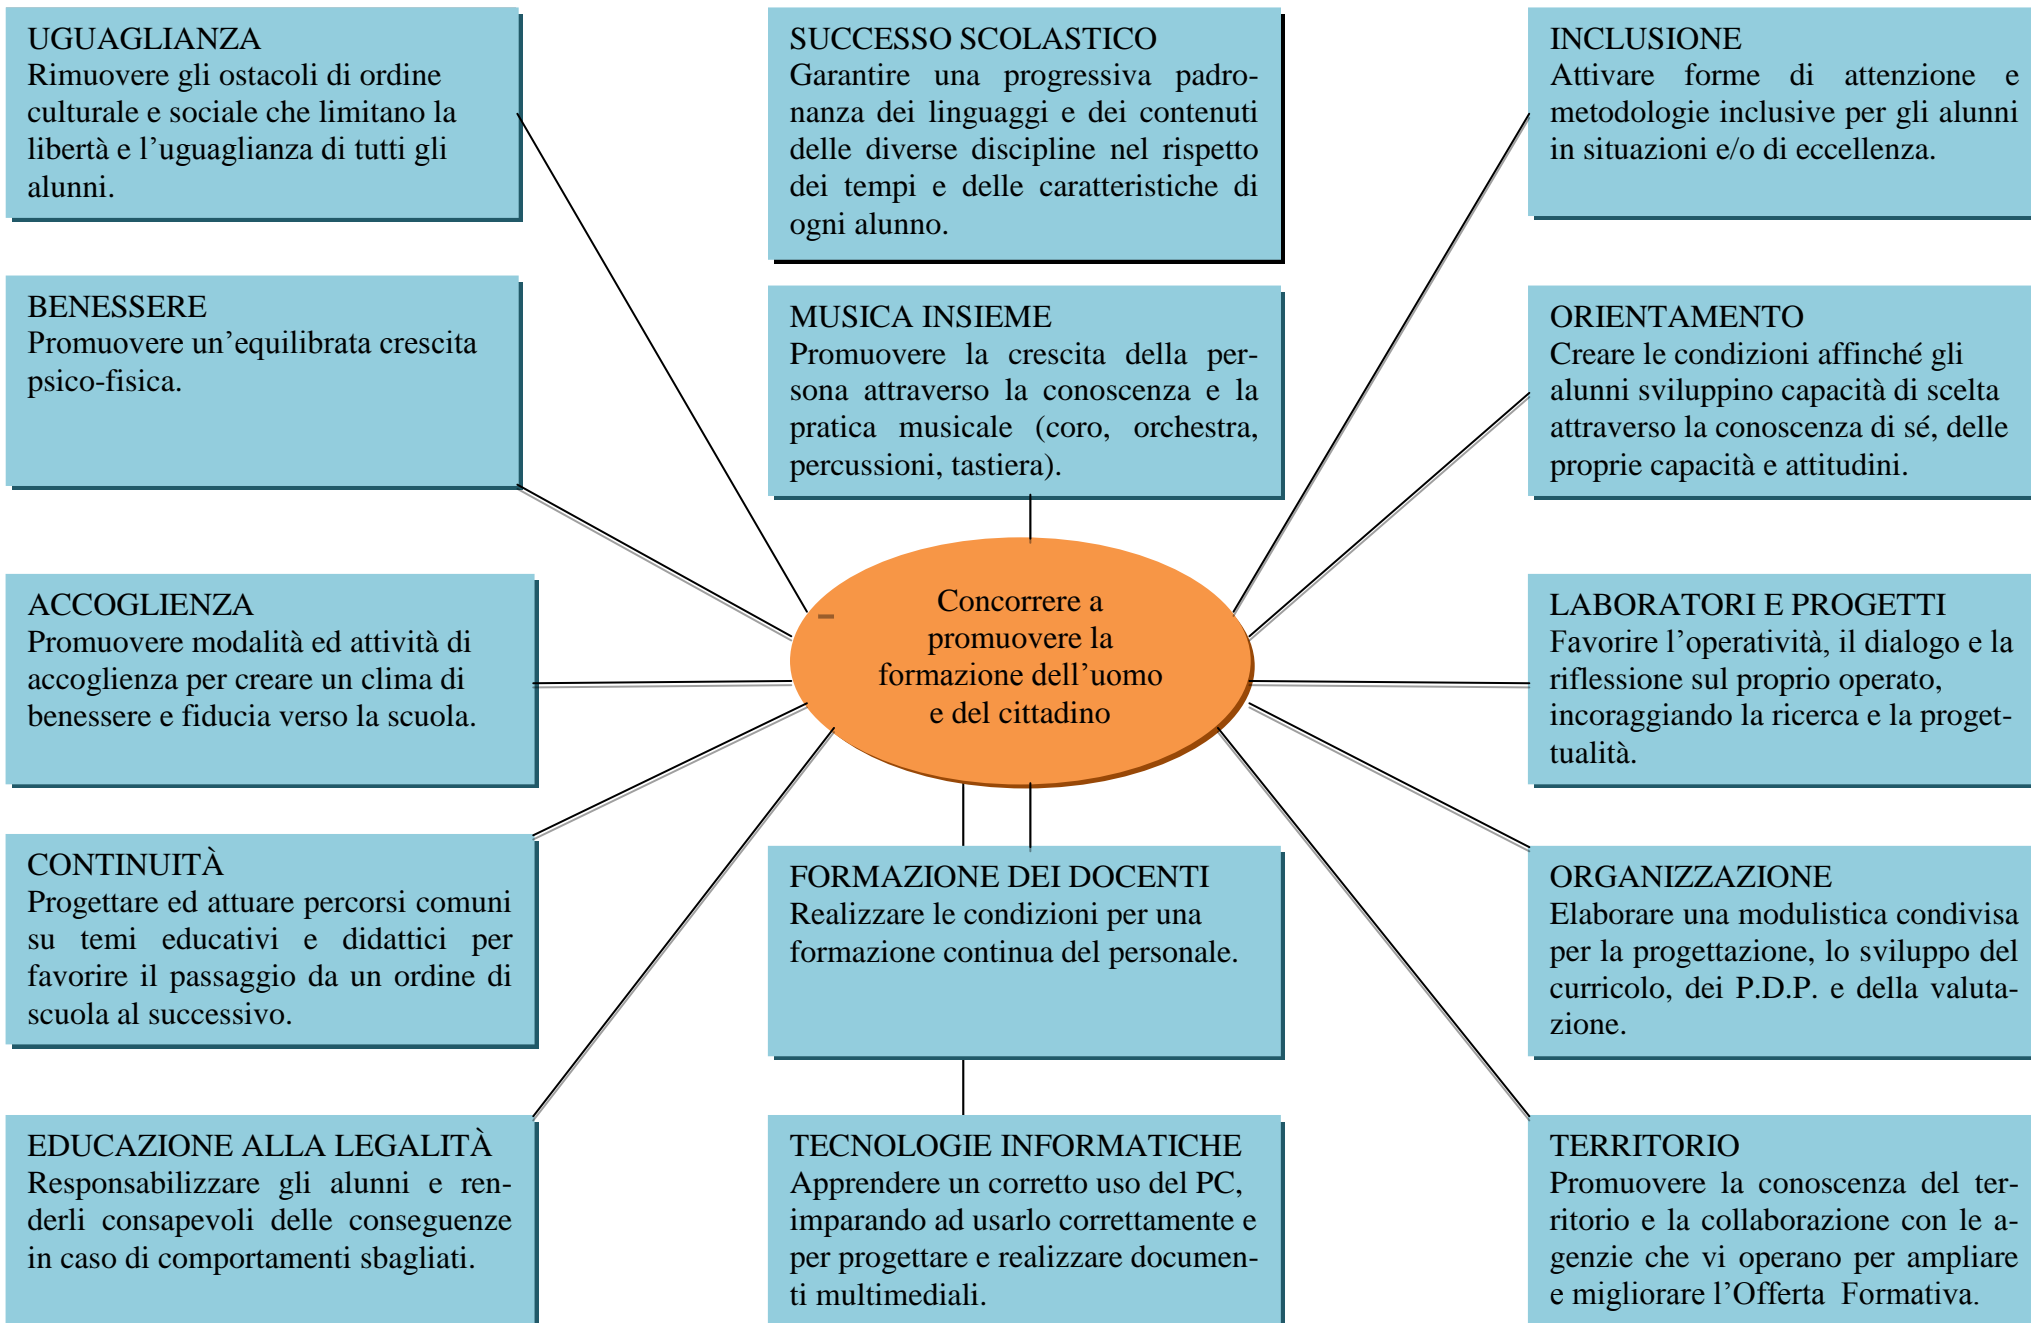 UGUAGLIANZA
Rimuovere gli ostacoli di ordine
culturale e sociale che limitano la
libertà e l’uguaglianza di tutti gli
alunni.
SUCCESSO SCOLASTICO
Garantire una progressiva padro-
nanza dei linguaggi e dei contenuti
delle diverse discipline nel rispetto
dei tempi e delle caratteristiche di
ogni alunno.
INCLUSIONE
Attivare forme di attenzione e
metodologie inclusive per gli alunni
in situazioni e/o di eccellenza.
BENESSERE
Promuovere un’equilibrata crescita
psico-fisica.
MUSICA INSIEME
Promuovere la crescita della per-
sona attraverso la conoscenza e la
pratica musicale (coro, orchestra,
percussioni, tastiera).
ORIENTAMENTO
Creare le condizioni affinché gli
alunni sviluppino capacità di scelta
attraverso la conoscenza di sé, delle
proprie capacità e attitudini.
ACCOGLIENZA
Promuovere modalità ed attività di
accoglienza per creare un clima di
benessere e fiducia verso la scuola.
Concorrere a
promuovere la
formazione dell’uomo
e del cittadino
LABORATORI E PROGETTI
Favorire l’operatività, il dialogo e la
riflessione sul proprio operato,
incoraggiando la ricerca e la proget-
tualità.
CONTINUITÀ
Progettare ed attuare percorsi comuni
su temi educativi e didattici per
favorire il passaggio da un ordine di
scuola al successivo.
FORMAZIONE DEI DOCENTI
Realizzare le condizioni per una
formazione continua del personale.
ORGANIZZAZIONE
Elaborare una modulistica condivisa
per la progettazione, lo sviluppo del
curricolo, dei P.D.P. e della valuta-
zione.
EDUCAZIONE ALLA LEGALITÀ
Responsabilizzare gli alunni e ren-
derli consapevoli delle conseguenze
in caso di comportamenti sbagliati.
TECNOLOGIE INFORMATICHE
Apprendere un corretto uso del PC,
imparando ad usarlo correttamente e
per progettare e realizzare documen-
ti multimediali.
TERRITORIO
Promuovere la conoscenza del ter-
ritorio e la collaborazione con le a-
genzie che vi operano per ampliare
e migliorare l’Offerta Formativa.